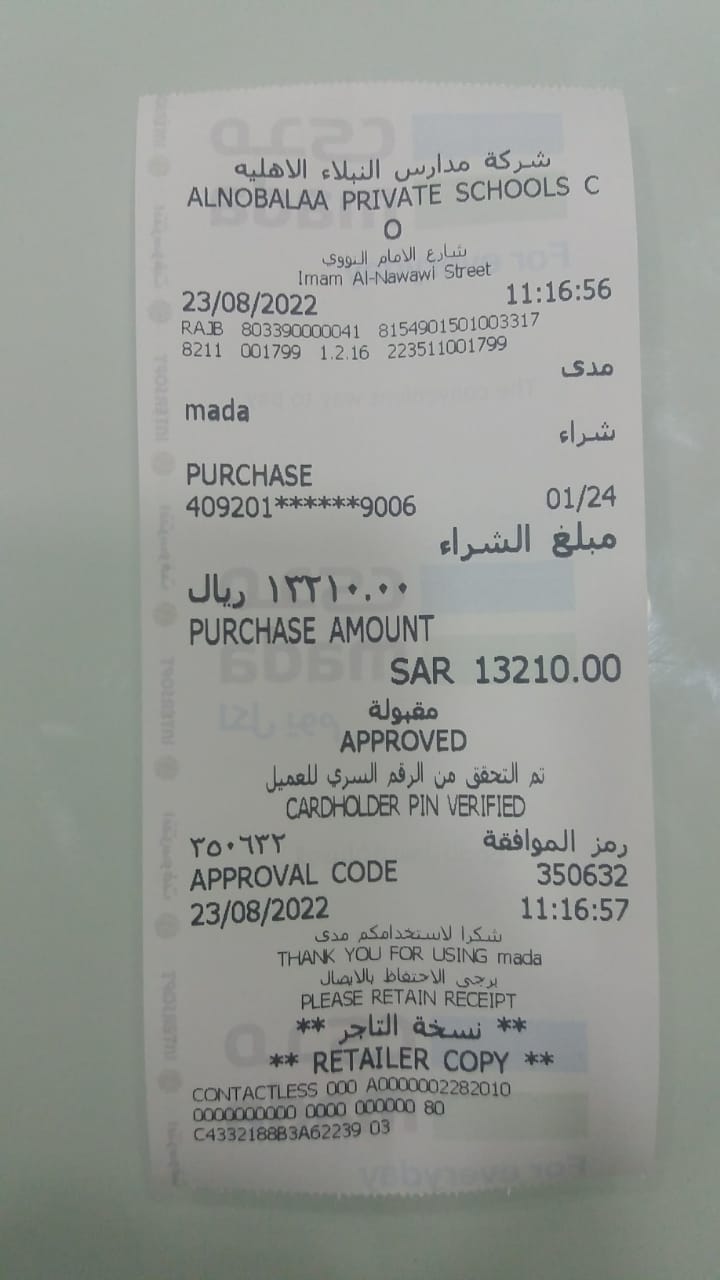 شركة مدارس النبلاء الاهليه
ALNOBALAA PRIVATE SCHOOLS C
O
شارع الامام النووي
Imam Al-Nawawi Street
23/08/2022 11:16:56
RAJB 803390000041 8154901501003317
8211 001799 1.2.16 223511001799
مدى
mada
شراء
PURCHASE
409201******9006 01/24
مبلغ الشراء
١٣٢١٠.٠٠ ريال
PURCHASE AMOUNT
SAR 13210.00
مقبولة
APPROVED
تم التحقق من الرقم السري للعميل
CARDHOLDER PIN VERIFIED
رمز الموافقة ٣٥٠٦٣٢
APPROVAL CODE 350632
23/08/2022 11:16:57
شكرا لاستخدامكم مدى
THANK YOU FOR USING mada
يرجى الاحتفاظ بالايصال
PLEASE RETAIN RECEIPT
** نسخة التاجر **
** RETAILER COPY **
CONTACTLESS 000 A0000002282010
0000000000 0000 000000 80
C4332188B3A62239 03